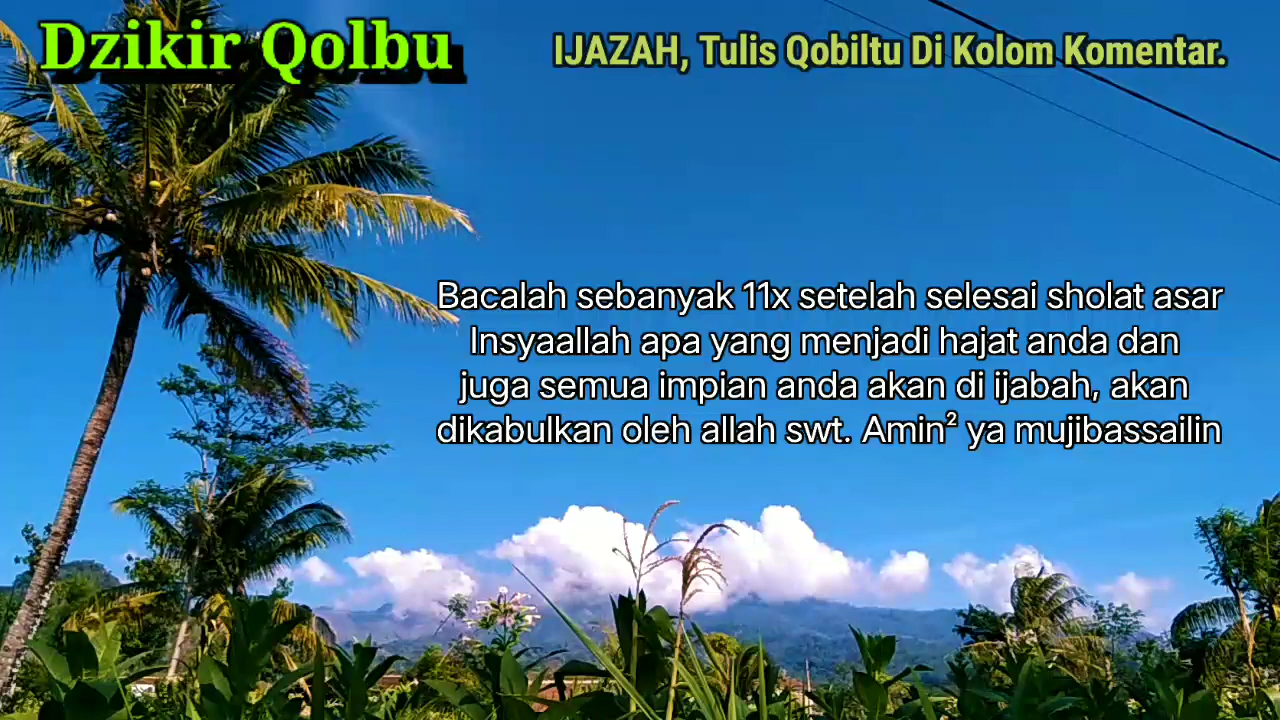 Dzikir Qolbu
IJAZAH, Tulis Qobiltu Di Kolom Komentar.
Bacalah sebanyak 11x setelah selesai sholat asar
Insyaallah apa yang menjadi hajat anda dan
juga semua impian anda akan di ijabah, akan
dikabulkan oleh allah swt. Amin² ya mujibassailin